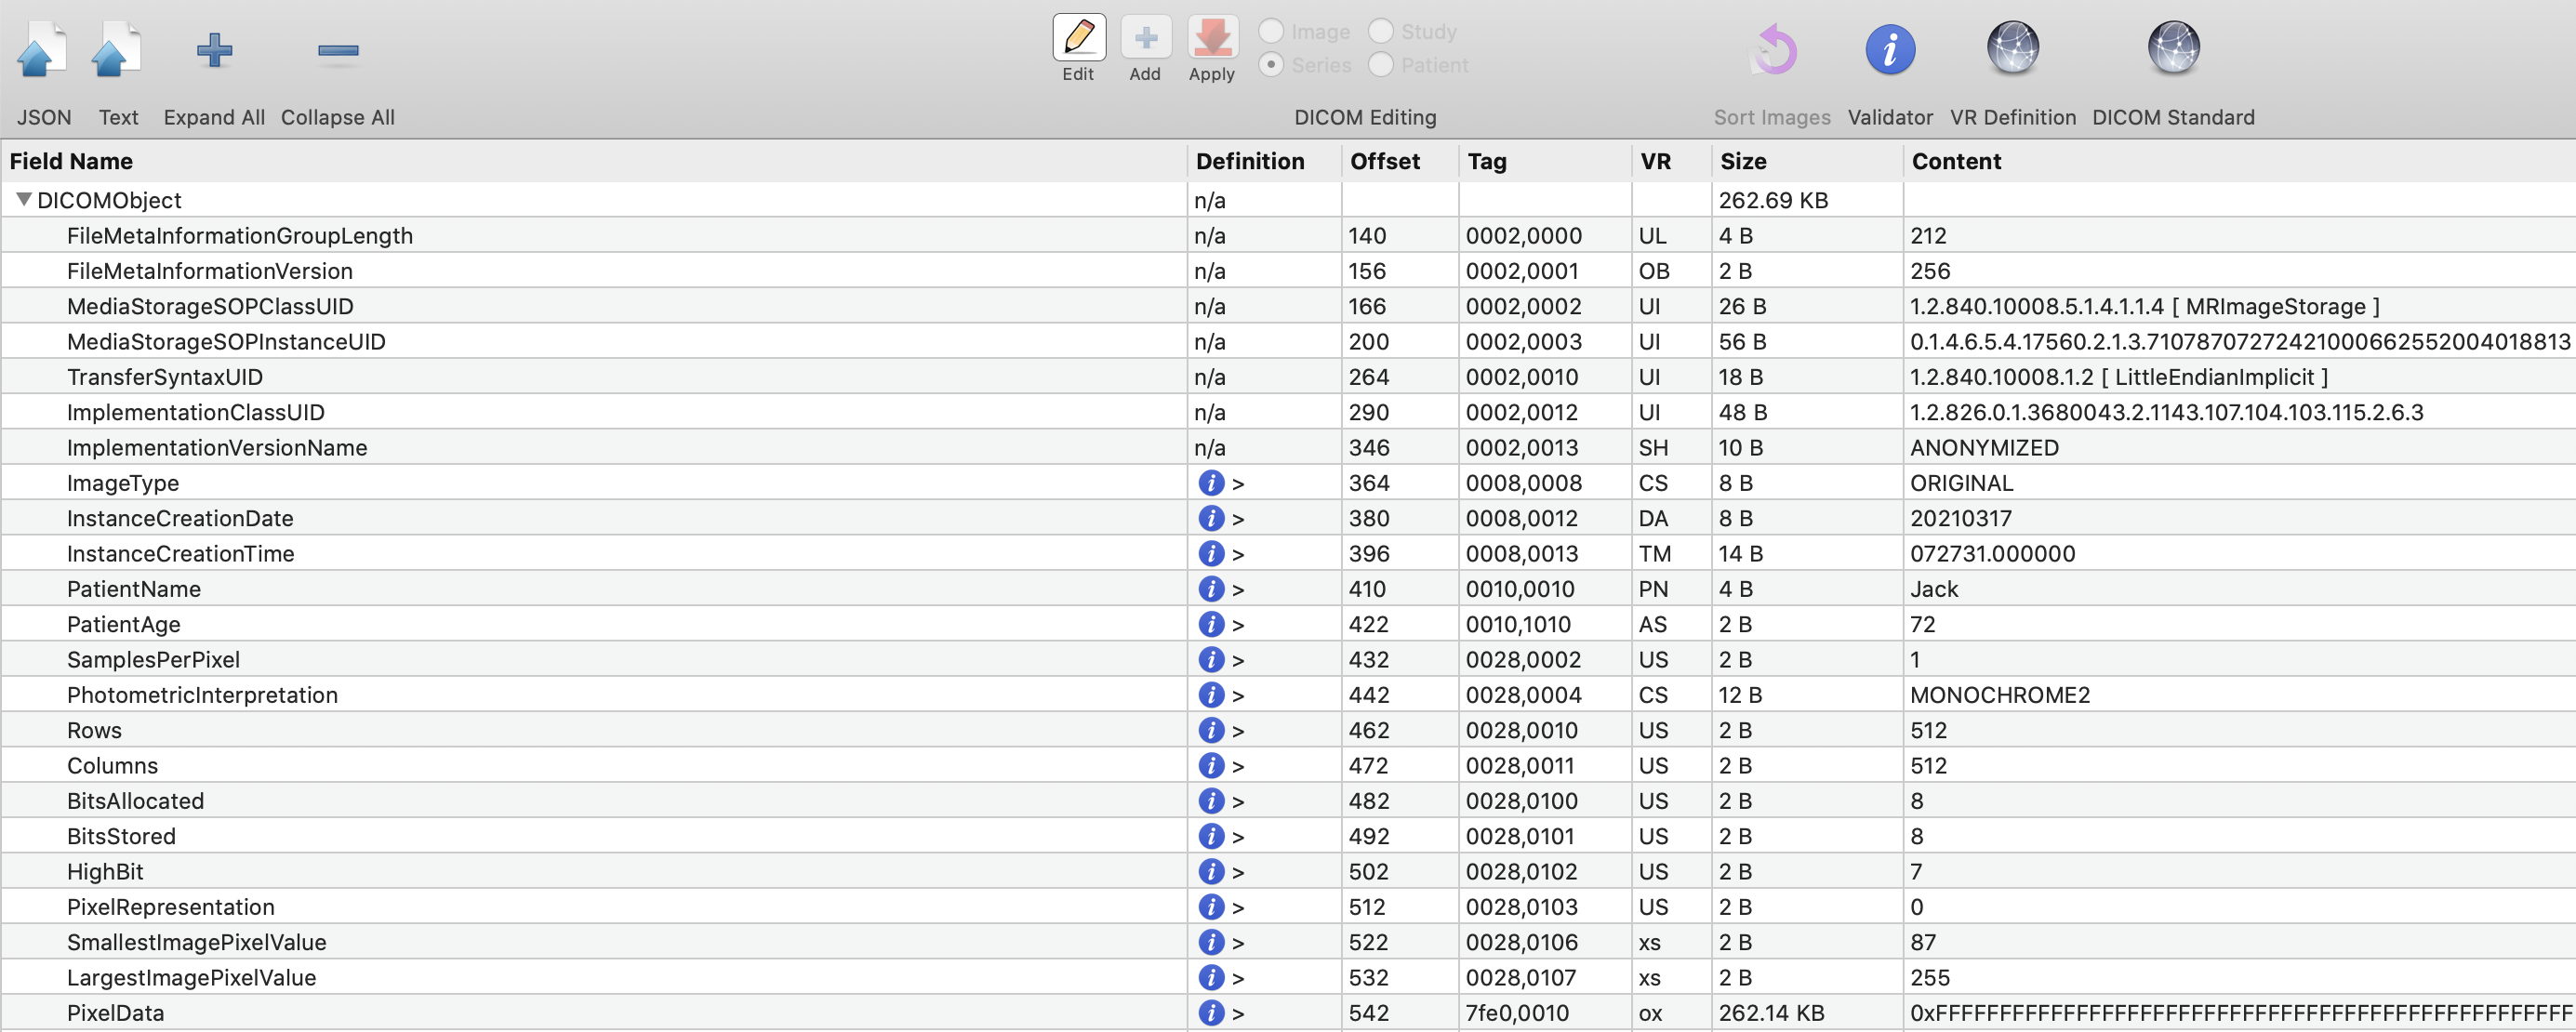 JSON Text Expand All Collapse All Edit Add Apply Image Study Series Patient DICOM Editing Sort Images Validator VR Definition DICOM Standard
Field Name Definition Offset Tag VR Size Content
DICOMObject n/a 262.69 KB
FileMetaInformationGroupLength n/a 140 0002,0000 UL 4 B 212
FileMetaInformationVersion n/a 156 0002,0001 OB 2 B 256
MediaStorageSOPClassUID n/a 166 0002,0002 UI 26 B 1.2.840.10008.5.1.4.1.1.4 [ MRImageStorage ]
MediaStorageSOPInstanceUID n/a 200 0002,0003 UI 56 B 0.1.4.6.5.4.17560.2.1.3.7107870727242100066255200401881​3
TransferSyntaxUID n/a 264 0002,0010 UI 18 B 1.2.840.10008.1.2 [ LittleEndianImplicit ]
ImplementationClassUID n/a 290 0002,0012 UI 48 B 1.2.826.0.1.3680043.2.1143.107.104.103.115.2.6.3
ImplementationVersionName n/a 346 0002,0013 SH 10 B ANONYMIZED
ImageType i > 364 0008,0008 CS 8 B ORIGINAL
InstanceCreationDate i > 380 0008,0012 DA 8 B 20210317
InstanceCreationTime i > 396 0008,0013 TM 14 B 072731.000000
PatientName i > 410 0010,0010 PN 4 B Jack
PatientAge i > 422 0010,1010 AS 2 B 72
SamplesPerPixel i > 432 0028,0002 US 2 B 1
PhotometricInterpretation i > 442 0028,0004 CS 12 B MONOCHROME2
Rows i > 462 0028,0010 US 2 B 512
Columns i > 472 0028,0011 US 2 B 512
BitsAllocated i > 482 0028,0100 US 2 B 8
BitsStored i > 492 0028,0101 US 2 B 8
HighBit i > 502 0028,0102 US 2 B 7
PixelRepresentation i > 512 0028,0103 US 2 B 0
SmallestImagePixelValue i > 522 0028,0106 xs 2 B 87
LargestImagePixelValue i > 532 0028,0107 xs 2 B 255
PixelData i > 542 7fe0,0010 ox 262.14 KB 0xFFFFFFFFFFFFFFFFFFFFFFFFFFFFFFFFFFFFFFFFFFFFFFFFFF